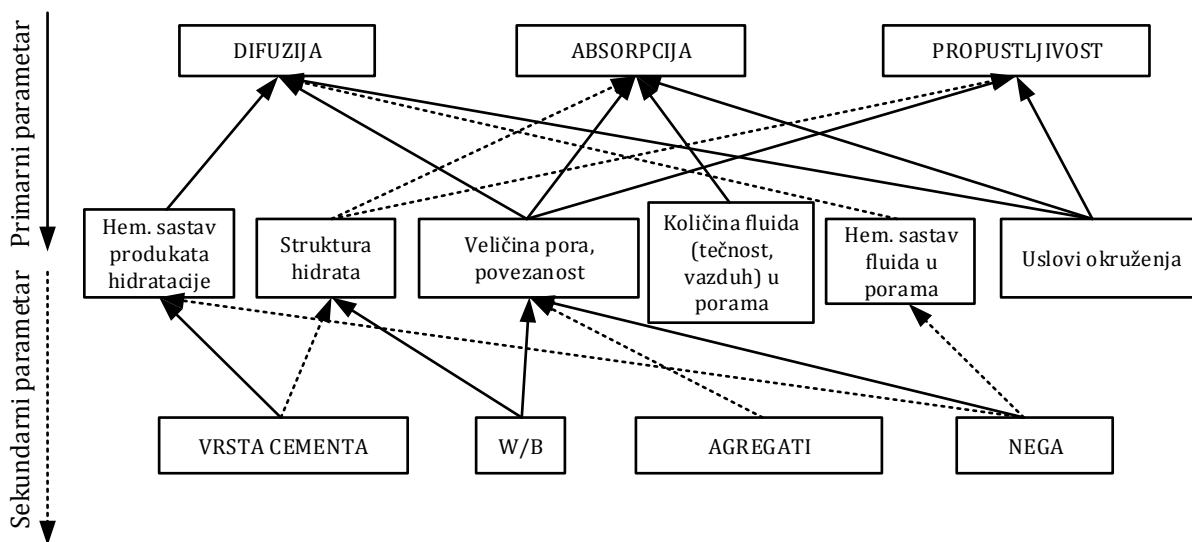 Primarni parametar
Sekundarni parametar
DIFUZIJA
ABSORPCIJA
PROPUSTLJIVOST
Hem. sastav
produkata
hidratacije
Struktura
hidrata
Veličina pora,
povezanost
Količina fluida
(tečnost,
vazduh) u
porama
Hem. sastav
fluida u
porama
Uslovi okruženja
VRSTA CEMENTA
W/B
AGREGATI
NEGA